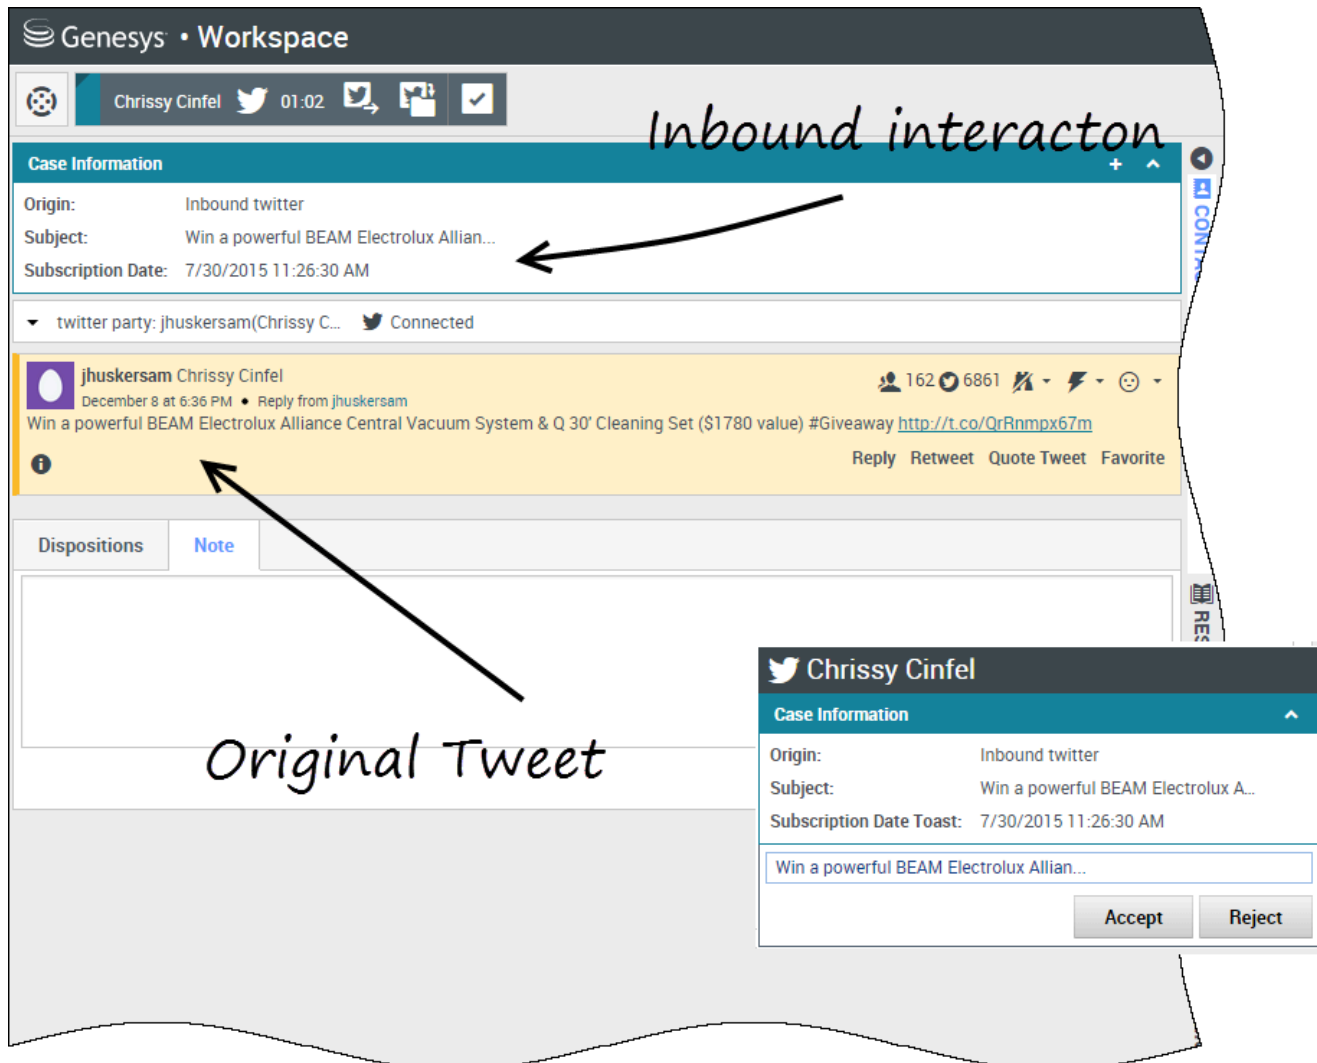 Genesys • Workspace
Chrissy Cinfel 01:02
Inbound interacton
Case Information
Origin: Inbound twitter
Subject: Win a powerful BEAM Electrolux Allian...
Subscription Date: 7/30/2015 11:26:30 AM
twitter party: jhuskersam(Chrissy C... Connected
jhuskersam Chrissy Cinfel 162 6861
December 8 at 6:36 PM • Reply from jhuskersam
Win a powerful BEAM Electrolux Alliance Central Vacuum System & Q 30' Cleaning Set ($1780 value) #Giveaway http://t.co/QrRnmpx67m
Reply Retweet Quote Tweet Favorite
Dispositions Note
Original Tweet
Chrissy Cinfel
Case Information
Origin: Inbound twitter
Subject: Win a powerful BEAM Electrolux A...
Subscription Date Toast: 7/30/2015 11:26:30 AM
Win a powerful BEAM Electrolux Allian...
Accept Reject